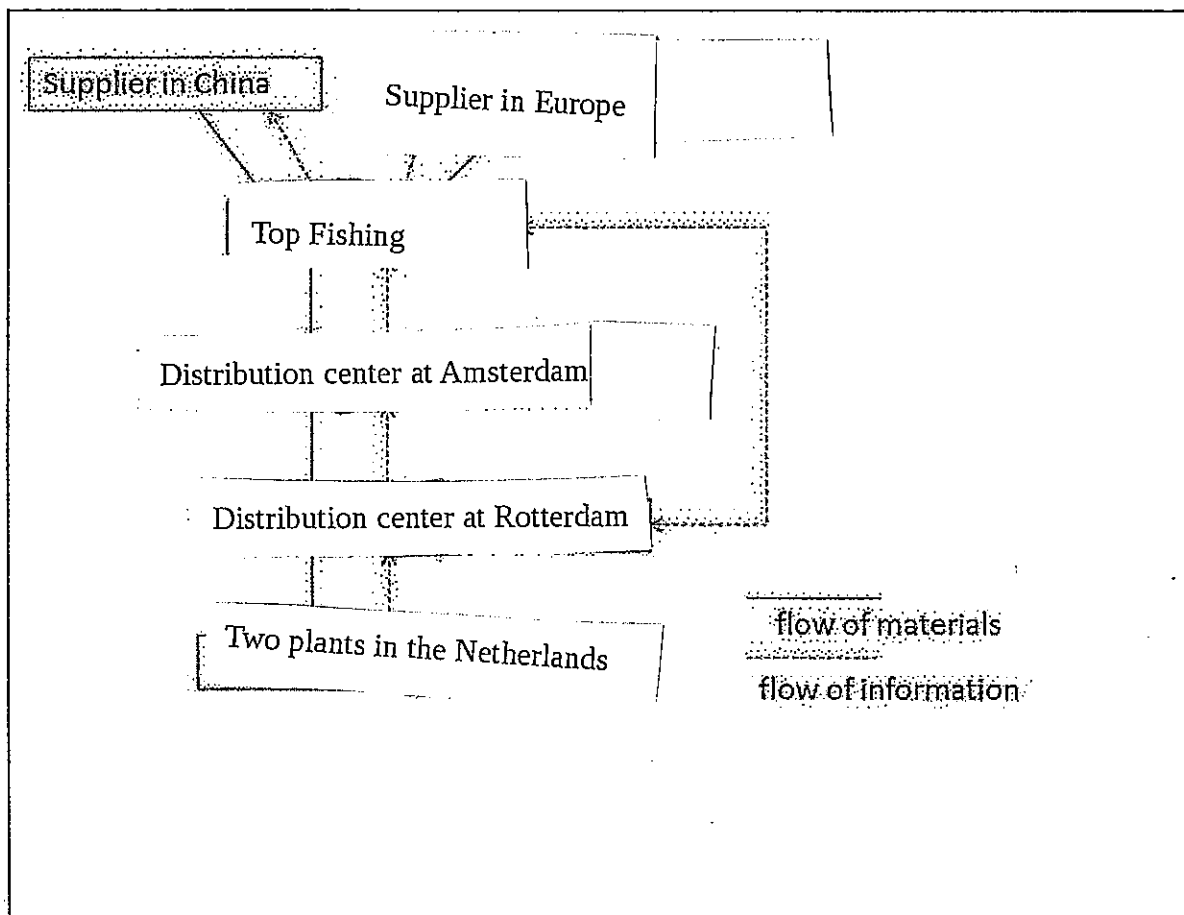 Supplier in China
Supplier in Europe
Top Fishing
Distribution center at Amsterdam
Distribution center at Rotterdam
Two plants in the Netherlands
flow of materials
flow of information